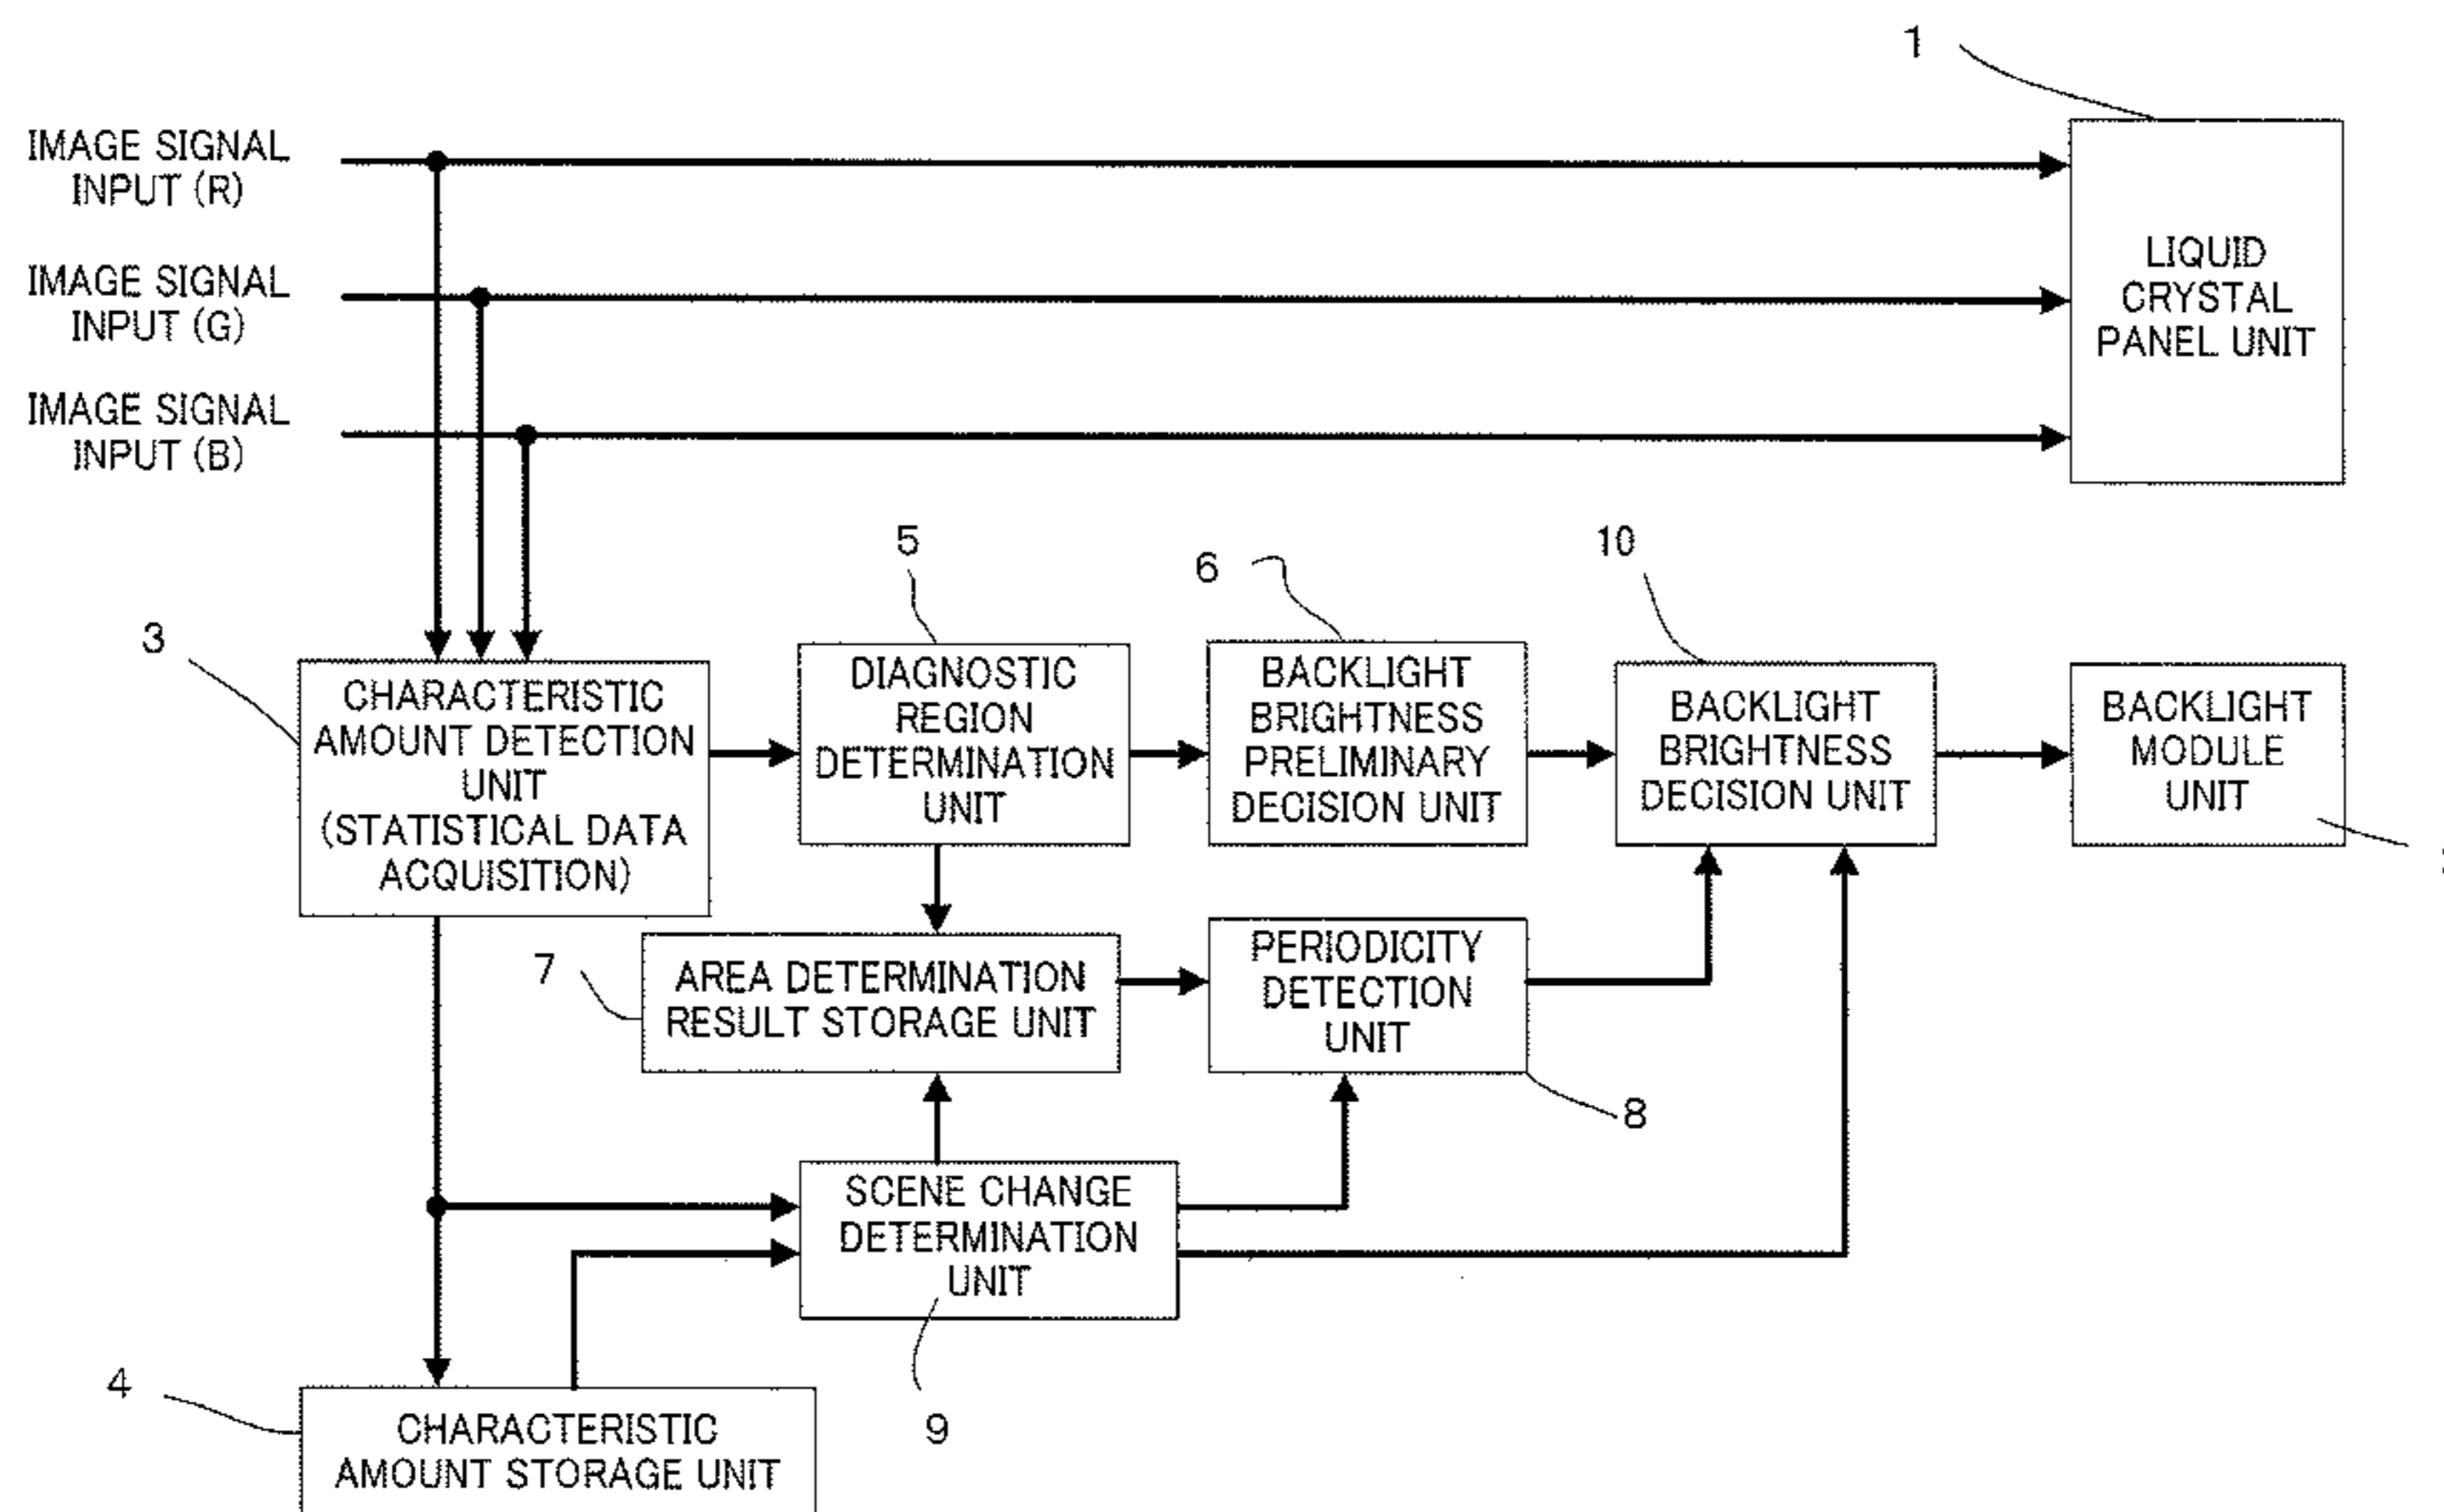 1
IMAGE SIGNAL
INPUT (R)
IMAGE SIGNAL
INPUT (G)
IMAGE SIGNAL
INPUT (B)
LIQUID
CRYSTAL
PANEL UNIT
3
CHARACTERISTIC
AMOUNT DETECTION
UNIT
(STATISTICAL DATA
ACQUISITION)
5
DIAGNOSTIC
REGION
DETERMINATION
UNIT
6
BACKLIGHT
BRIGHTNESS
PRELIMINARY
DECISION UNIT
10
BACKLIGHT
BRIGHTNESS
DECISION UNIT
BACKLIGHT
MODULE
UNIT
7
AREA DETERMINATION
RESULT STORAGE UNIT
PERIODICITY
DETECTION
UNIT
8
SCENE CHANGE
DETERMINATION
UNIT
9
4
CHARACTERISTIC
AMOUNT STORAGE UNIT